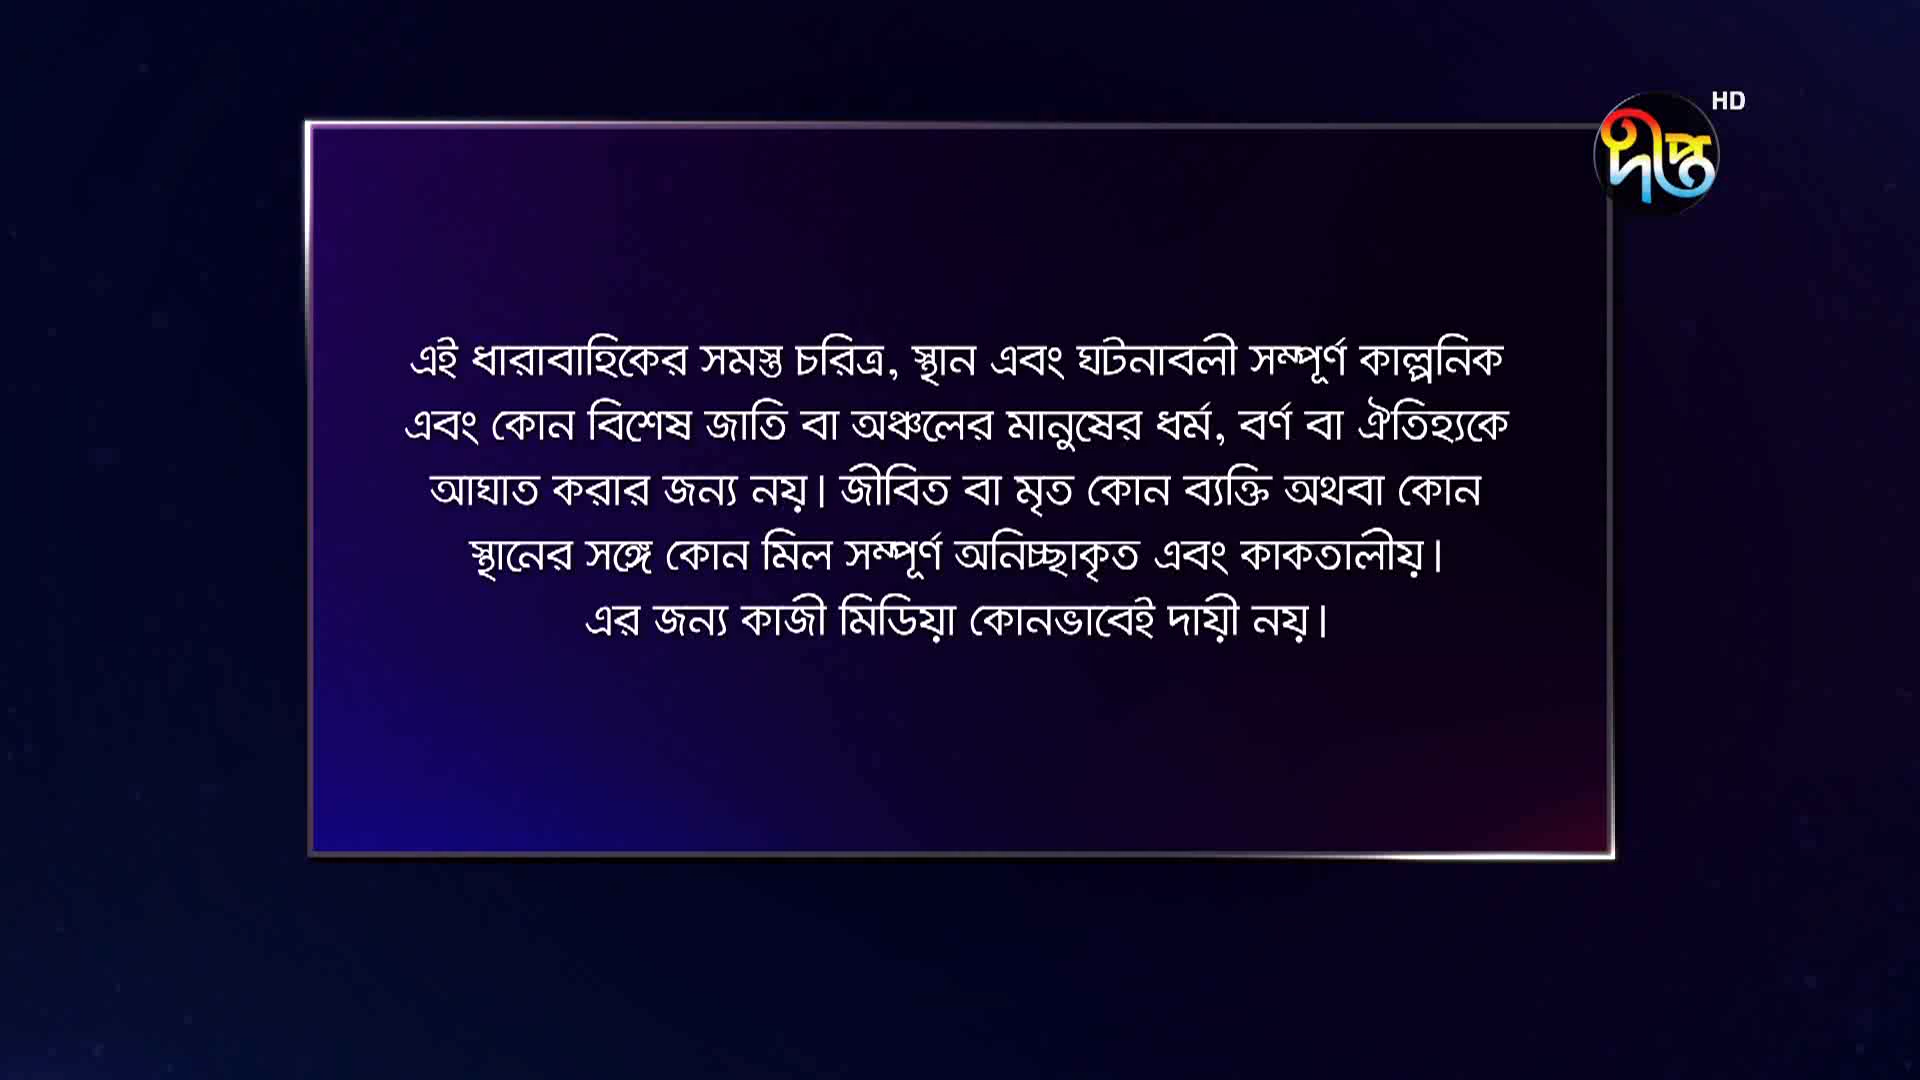 HD
দীপ্ত
এই ধারাবাহিকের সমস্ত চরিত্র, স্থান এবং ঘটনাবলী সম্পূর্ণ কাল্পনিক
এবং কোন বিশেষ জাতি বা অঞ্চলের মানুষের ধর্ম, বর্ণ বা ঐতিহ্যকে
আঘাত করার জন্য নয়। জীবিত বা মৃত কোন ব্যক্তি অথবা কোন
স্থানের সঙ্গে কোন মিল সম্পূর্ণ অনিচ্ছাকৃত এবং কাকতালীয়।
এর জন্য কাজী মিডিয়া কোনভাবেই দায়ী নয়।